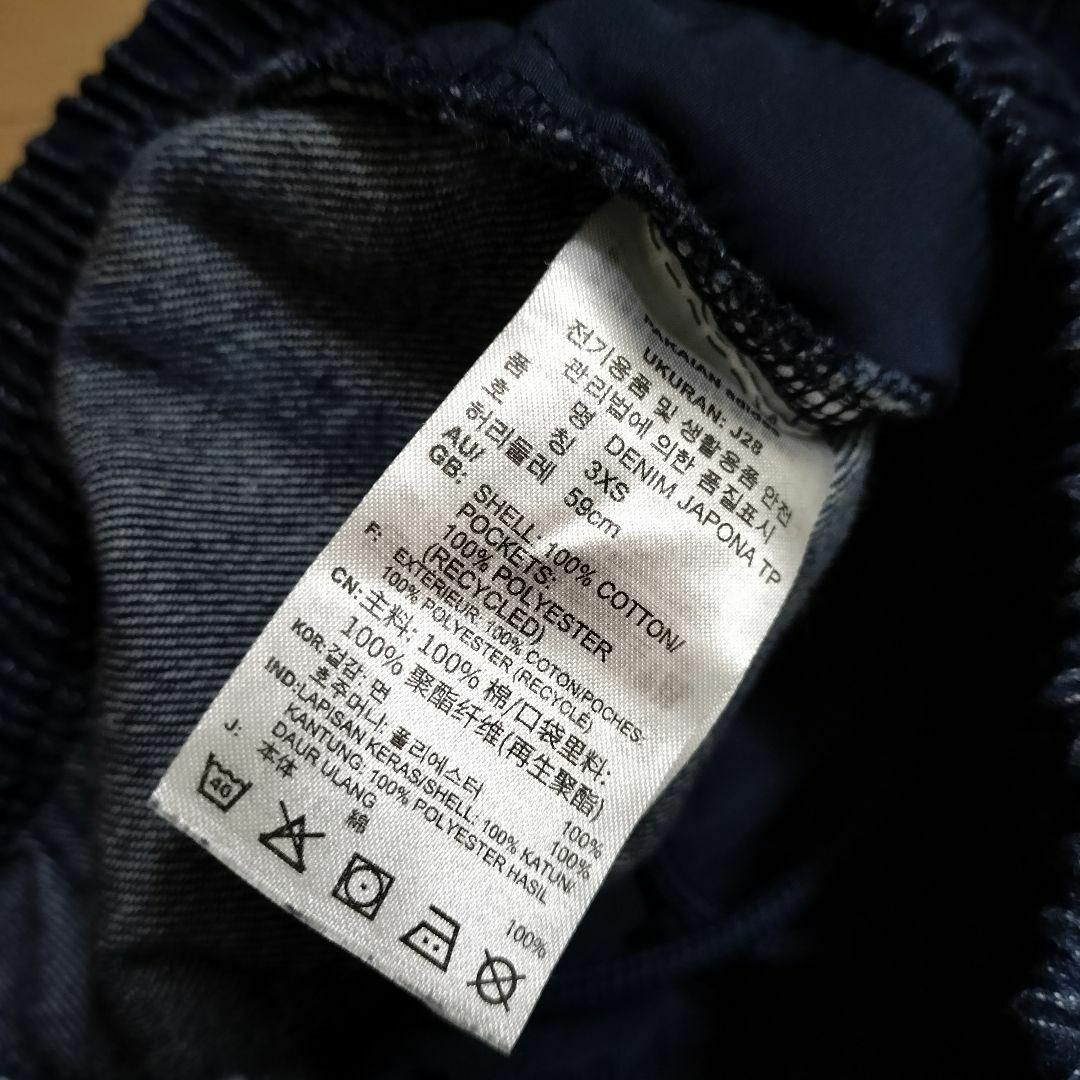 PAKAIAN adidas
UKURAN: J28
전기용품 및 생활용품 안전
관리법에 의한 품질표시
품 명 DENIM JAPONA TP
호 칭 3XS
허리둘레 59cm
AU/
GB: SHELL: 100% COTTON/
POCKETS:
100% POLYESTER
(RECYCLED)
F: EXTERIEUR: 100% COTON/POCHES:
100% POLYESTER (RECYCLE)
CN: 主料: 100% 棉/口袋里料:
100% 聚酯纤维(再生聚酯)
KOR: 겉감: 면 100%
호주머니: 폴리에스터 100%
IND: LAPISAN KERAS/SHELL: 100% KATUN/
KANTUNG: 100% POLYESTER HASIL
DAUR ULANG
J: 本体 綿 100%
40